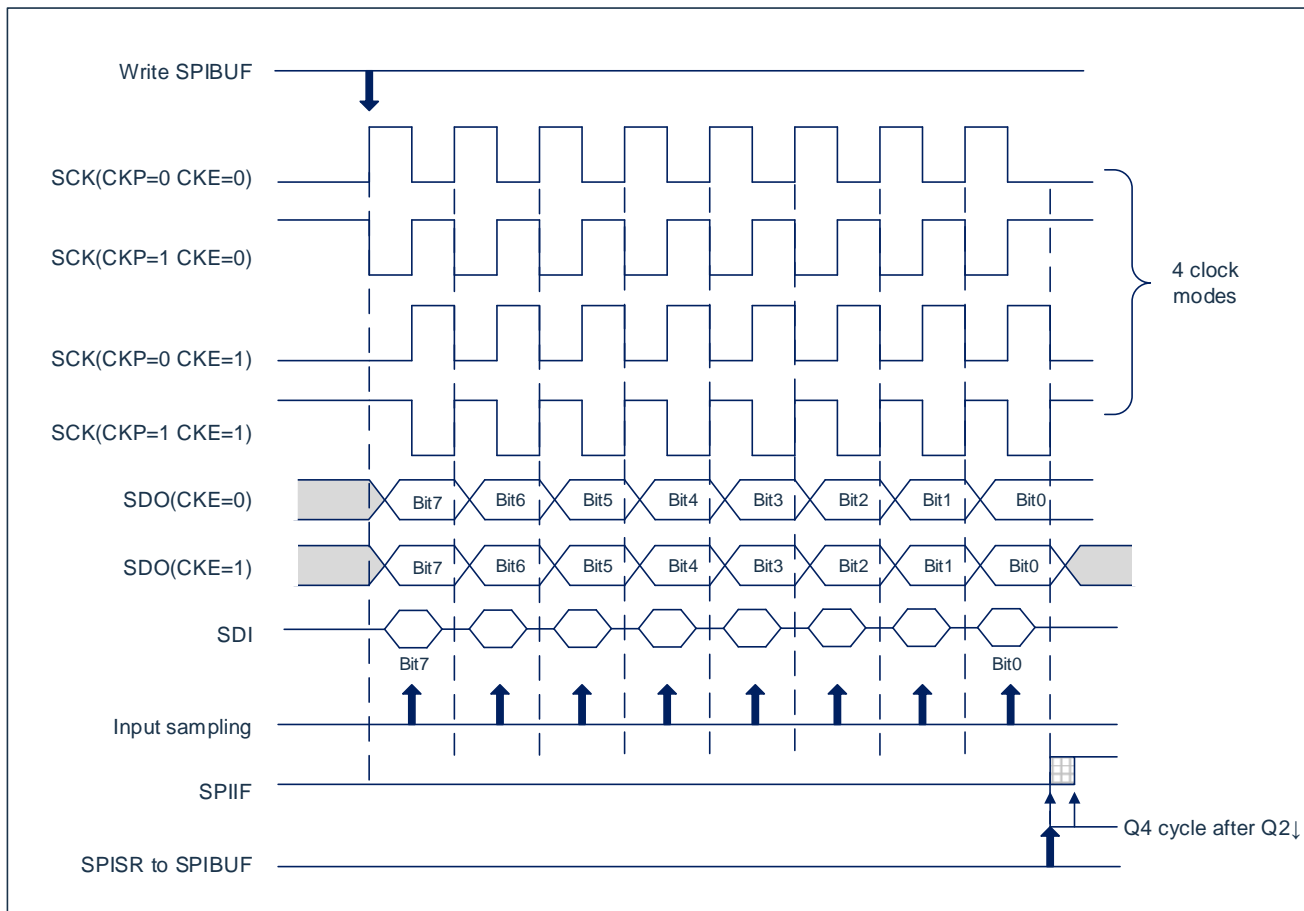 Write SPIBUF
SCK(CKP=0 CKE=0)
SCK(CKP=1 CKE=0)
4 clock
modes
SCK(CKP=0 CKE=1)
SCK(CKP=1 CKE=1)
SDO(CKE=0)
Bit7 Bit6 Bit5 Bit4 Bit3 Bit2 Bit1 Bit0
SDO(CKE=1)
Bit7 Bit6 Bit5 Bit4 Bit3 Bit2 Bit1 Bit0
SDI
Bit7 Bit0
Input sampling
SPIIF
Q4 cycle after Q2↓
SPISR to SPIBUF